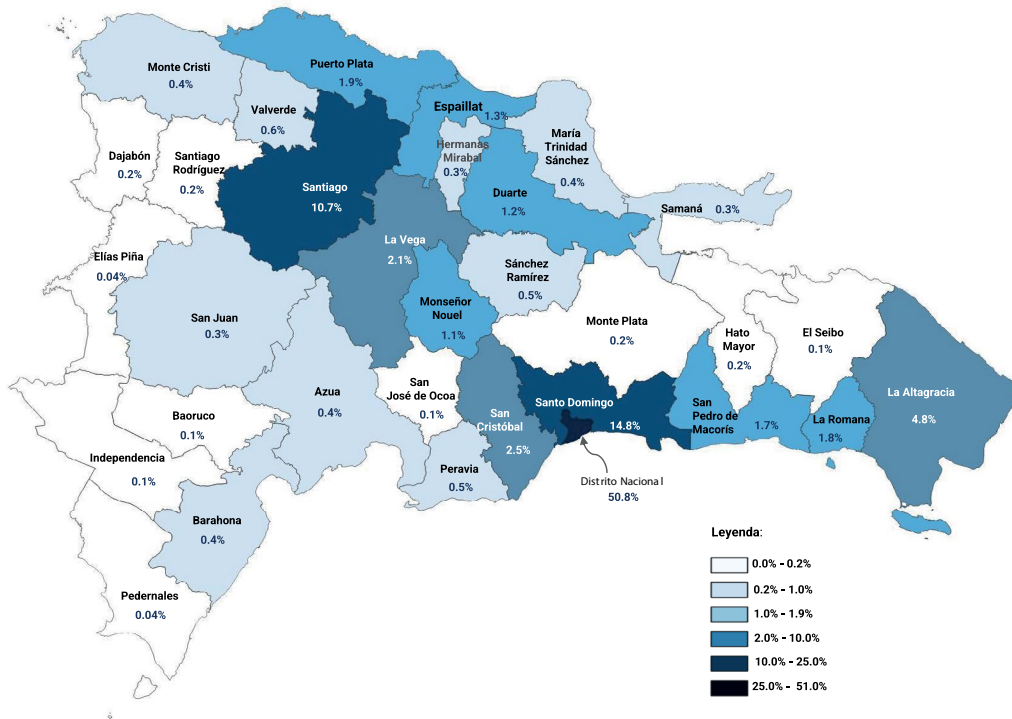 Monte Cristi
0.4%
Puerto Plata
1.9%
Valverde
0.6%
Espaillat
1.3%
Hermanas
Mirabal
0.3%
María
Trinidad
Sánchez
0.4%
Dajabón
0.2%
Santiago
Rodríguez
0.2%
Santiago
10.7%
Duarte
1.2%
Samaná 0.3%
La Vega
2.1%
Elías Piña
0.04%
San Juan
0.3%
Sánchez
Ramírez
0.5%
Monseñor
Nouel
1.1%
Monte Plata
0.2%
Hato
Mayor
0.2%
El Seibo
0.1%
La Altagracia
4.8%
Azua
0.4%
San
José de Ocoa
0.1%
San
Cristóbal
2.5%
Santo Domingo
14.8%
San
Pedro de
Macorís
1.7%
La Romana
1.8%
Baoruco
0.1%
Independencia
0.1%
Peravia
0.5%
Distrito Nacional
50.8%
Barahona
0.4%
Pedernales
0.04%
Leyenda:
0.0% - 0.2%
0.2% - 1.0%
1.0% - 1.9%
2.0% - 10.0%
10.0% - 25.0%
25.0% - 51.0%